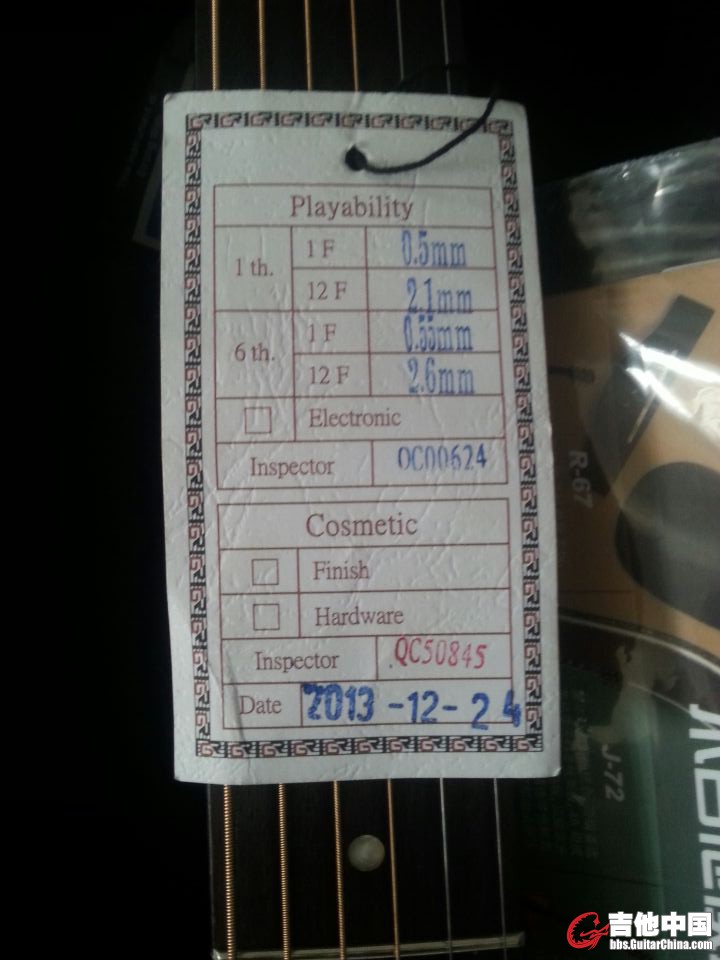 Playability
1 th. 1 F 0.5mm
12 F 2.1mm
6 th. 1 F 0.55mm
12 F 2.6mm
Electronic
Inspector QC00624
Cosmetic
Finish
Hardware
Inspector QC50845
Date 2013-12-24
R-67
J-72
吉他中国
bbs.GuitarChina.com